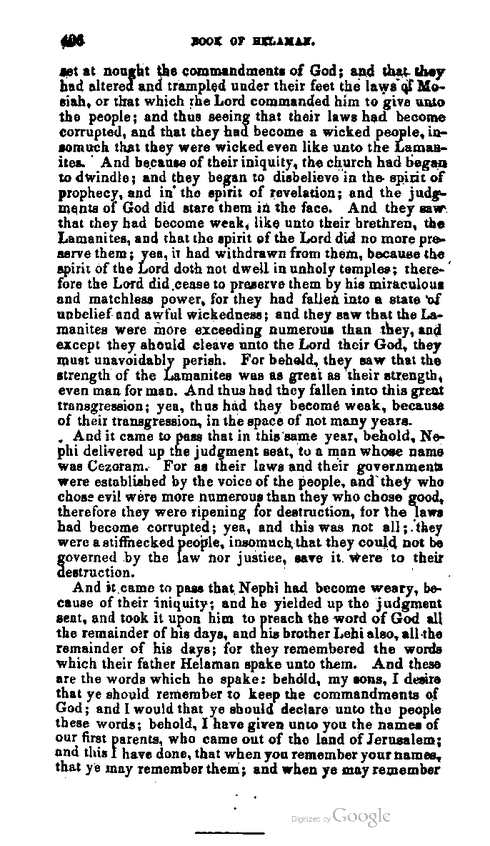 406 BOOK OF HELAMAN.
set at nought the commandments of God; and that they
had altered and trampled under their feet the laws of Mo-
siah, or that which the Lord commanded him to give unto
the people; and thus seeing that their laws had become
corrupted, and that they had become a wicked people, in-
somuch that they were wicked even like unto the Laman-
ites. And because of their iniquity, the church had began
to dwindle; and they began to disbelieve in the spirit of
prophecy, and in the spirit of revelation; and the judg-
ments of God did stare them in the face. And they saw
that they had become weak, like unto their brethren, the
Lamanites, and that the spirit of the Lord did no more pre-
serve them; yea, it had withdrawn from them, because the
spirit of the Lord doth not dwell in unholy temples; there-
fore the Lord did cease to preserve them by his miraculous
and matchless power, for they had fallen into a state of
unbelief and awful wickedness; and they saw that the La-
manites were more exceeding numerous than they, and
except they should cleave unto the Lord their God, they
must unavoidably perish. For behold, they saw that the
strength of the Lamanites was as great as their strength,
even man for man. And thus had they fallen into this great
transgression; yea, thus had they become weak, because
of their transgression, in the space of not many years.
And it came to pass that in this same year, behold, Ne-
phi delivered up the judgment seat, to a man whose name
was Cezoram. For as their laws and their governments
were established by the voice of the people, and they who
chose evil were more numerous than they who chose good,
therefore they were ripening for destruction, for the laws
had become corrupted; yea, and this was not all; they
were a stiffnecked people, insomuch that they could not be
governed by the law nor justice, save it were to their
destruction.
And it came to pass that Nephi had become weary, be-
cause of their iniquity; and he yielded up the judgment
seat, and took it upon him to preach the word of God all
the remainder of his days, and his brother Lehi also, all the
remainder of his days; for they remembered the words
which their father Helaman spake unto them. And these
are the words which he spake: behold, my sons, I desire
that ye should remember to keep the commandments of
God; and I would that ye should declare unto the people
these words; behold, I have given unto you the names of
our first parents, who came out of the land of Jerusalem;
and this I have done, that when you remember your names,
that ye may remember them; and when ye may remember
Digitized by Google